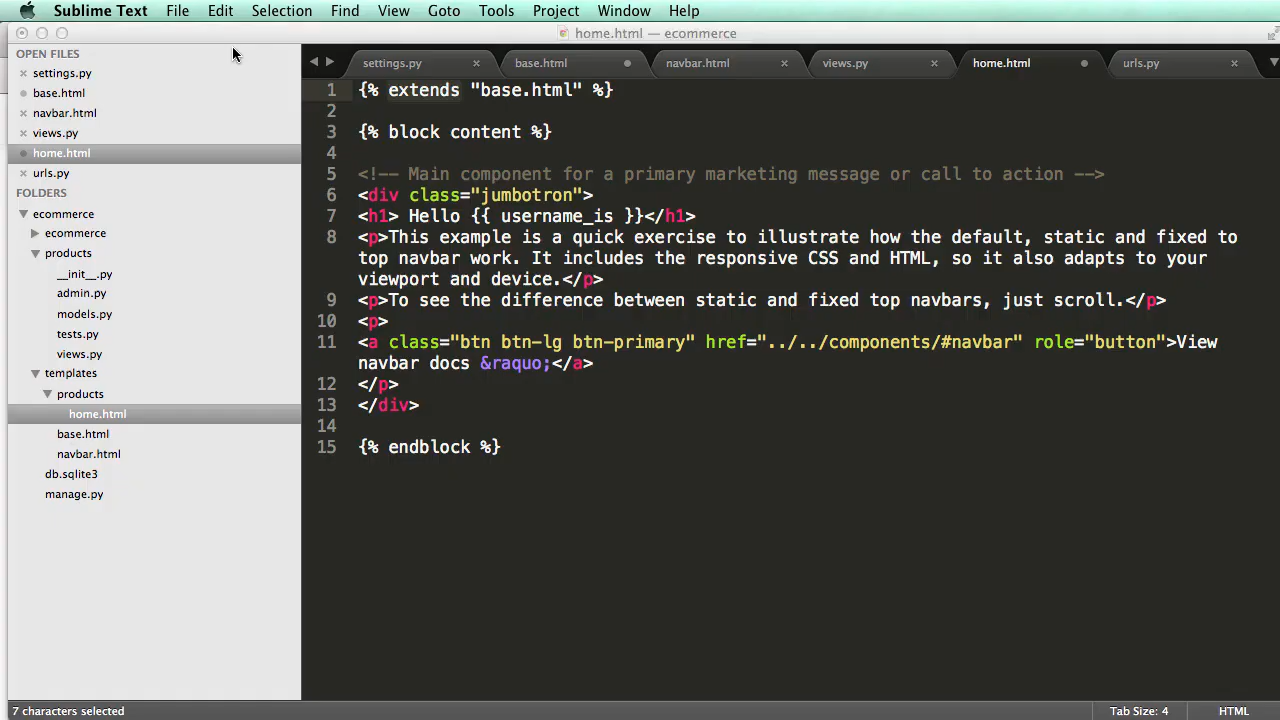 Sublime Text File Edit Selection Find View Goto Tools Project Window Help
home.html — ecommerce
OPEN FILES
settings.py
base.html
navbar.html
views.py
home.html
urls.py
FOLDERS
ecommerce
ecommerce
products
__init__.py
admin.py
models.py
tests.py
views.py
templates
products
home.html
base.html
navbar.html
db.sqlite3
manage.py
settings.py base.html navbar.html views.py home.html urls.py
1 {% extends "base.html" %}
2
3 {% block content %}
4
5 <!-- Main component for a primary marketing message or call to action -->
6 <div class="jumbotron">
7 <h1> Hello {{ username_is }}</h1>
8 <p>This example is a quick exercise to illustrate how the default, static and fixed to
top navbar work. It includes the responsive CSS and HTML, so it also adapts to your
viewport and device.</p>
9 <p>To see the difference between static and fixed top navbars, just scroll.</p>
10 <p>
11 <a class="btn btn-lg btn-primary" href="../../components/#navbar" role="button">View
navbar docs &raquo;</a>
12 </p>
13 </div>
14
15 {% endblock %}
7 characters selected Tab Size: 4 HTML